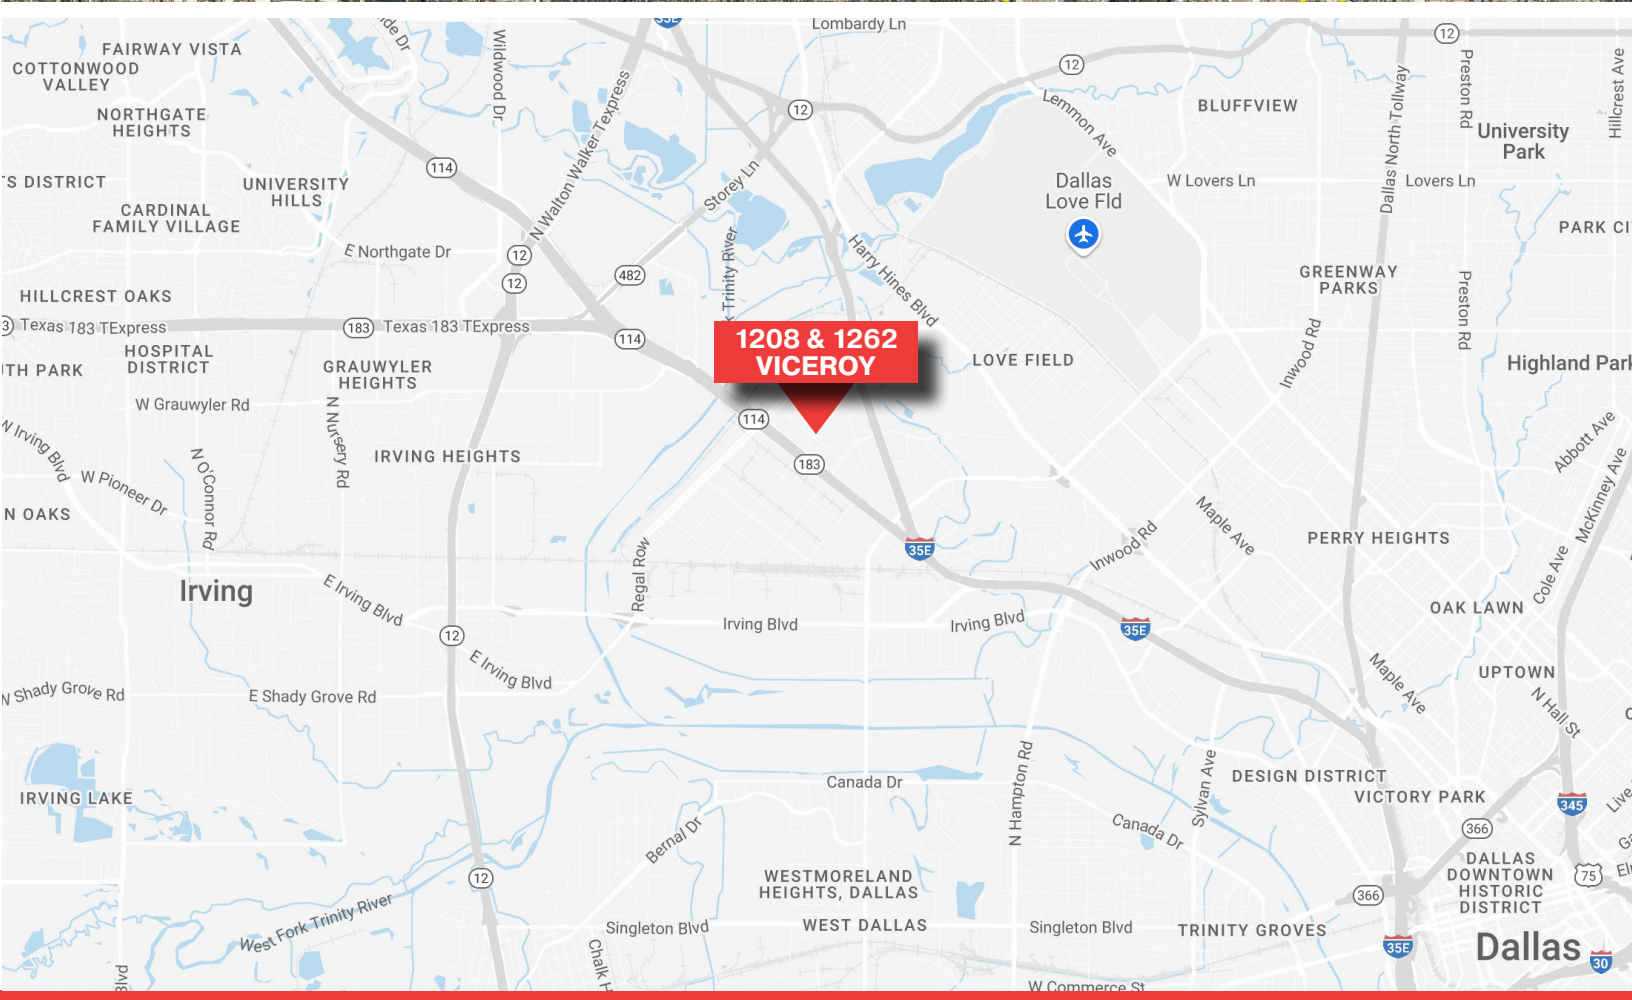 35E
Lombardy Ln
12
FAIRWAY VISTA
COTTONWOOD
VALLEY
Wildwood Dr
12
Preston Rd
Hillcrest Ave
NORTHGATE
HEIGHTS
N Walton Walker Texpress
12
Lemmon Ave
BLUFFVIEW
Dallas North Tollway
University
Park
114
Storey Ln
UNIVERSITY
HILLS
Dallas
Love Fld
W Lovers Ln
Lovers Ln
CARDINAL
FAMILY VILLAGE
E Northgate Dr
12
12
482
Trinity River
Harry Hines Blvd
GREENWAY
PARKS
PARK
Preston Rd
HILLCREST OAKS
Texas 183 TExpress
183
Texas 183 TExpress
114
1208 & 1262
VICEROY
HOSPITAL
DISTRICT
GRAUWYLER
HEIGHTS
LOVE FIELD
Inwood Rd
Highland Park
W Grauwyler Rd
N Nursery Rd
114
183
N Irving Blvd
IRVING HEIGHTS
W Pioneer Dr
N O'Connor Rd
Abbott Ave
McKinney Ave
N OAKS
Maple Ave
PERRY HEIGHTS
35E
Inwood Rd
Regal Row
Cole Ave
Irving
E Irving Blvd
Irving Blvd
Irving Blvd
35E
OAK LAWN
12
E Irving Blvd
Maple Ave
UPTOWN
W Shady Grove Rd
E Shady Grove Rd
N Hall St
N Hampton Rd
Sylvan Ave
DESIGN DISTRICT
Canada Dr
IRVING LAKE
VICTORY PARK
345
Bernal Dr
Canada Dr
366
WESTMORELAND
HEIGHTS, DALLAS
DALLAS
DOWNTOWN
HISTORIC
DISTRICT
75
12
366
West Fork Trinity River
Singleton Blvd
WEST DALLAS
Singleton Blvd
TRINITY GROVES
Chalk
35E
Dallas
30
Blvd
W Commerce St